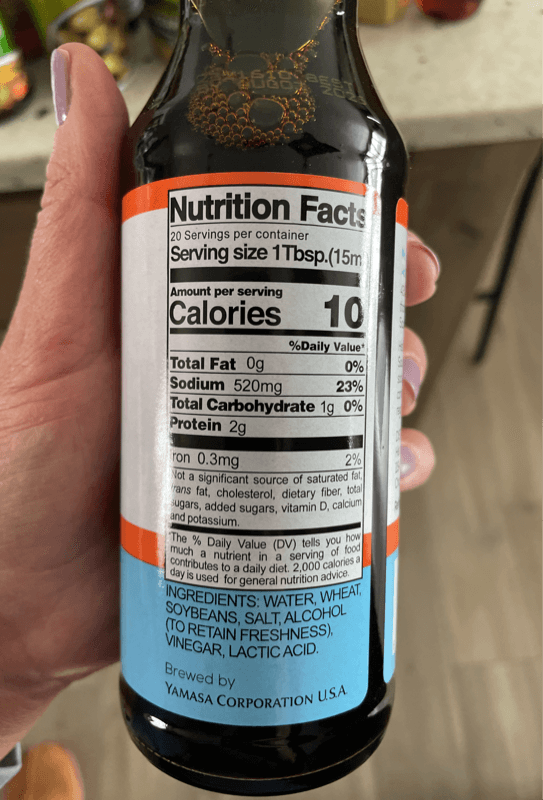 Nutrition Facts
20 Servings per container
Serving size 1Tbsp.(15m
Amount per serving
Calories 10
%Daily Value*
Total Fat 0g 0%
Sodium 520mg 23%
Total Carbohydrate 1g 0%
Protein 2g
ron 0.3mg 2%
Not a significant source of saturated fat,
rans fat, cholesterol, dietary fiber, total
ugars, added sugars, vitamin D, calcium
and potassium.
*The % Daily Value (DV) tells you how
much a nutrient in a serving of food
contributes to a daily diet. 2,000 calories a
day is used for general nutrition advice.
INGREDIENTS: WATER, WHEAT,
SOYBEANS, SALT, ALCOHOL
(TO RETAIN FRESHNESS),
VINEGAR, LACTIC ACID.
Brewed by
YAMASA CORPORATION U.S.A.